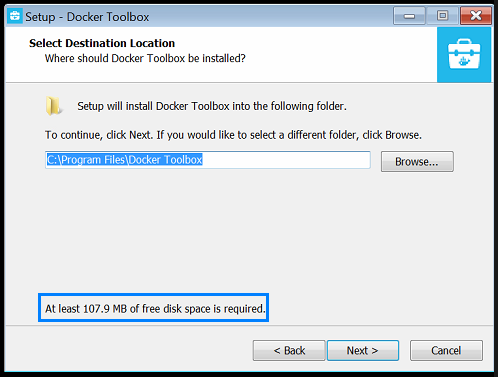 Setup - Docker Toolbox
Select Destination Location
Where should Docker Toolbox be installed?
Setup will install Docker Toolbox into the following folder.
To continue, click Next. If you would like to select a different folder, click Browse.
C:\Program Files\Docker Toolbox
Browse...
At least 107.9 MB of free disk space is required.
< Back
Next >
Cancel